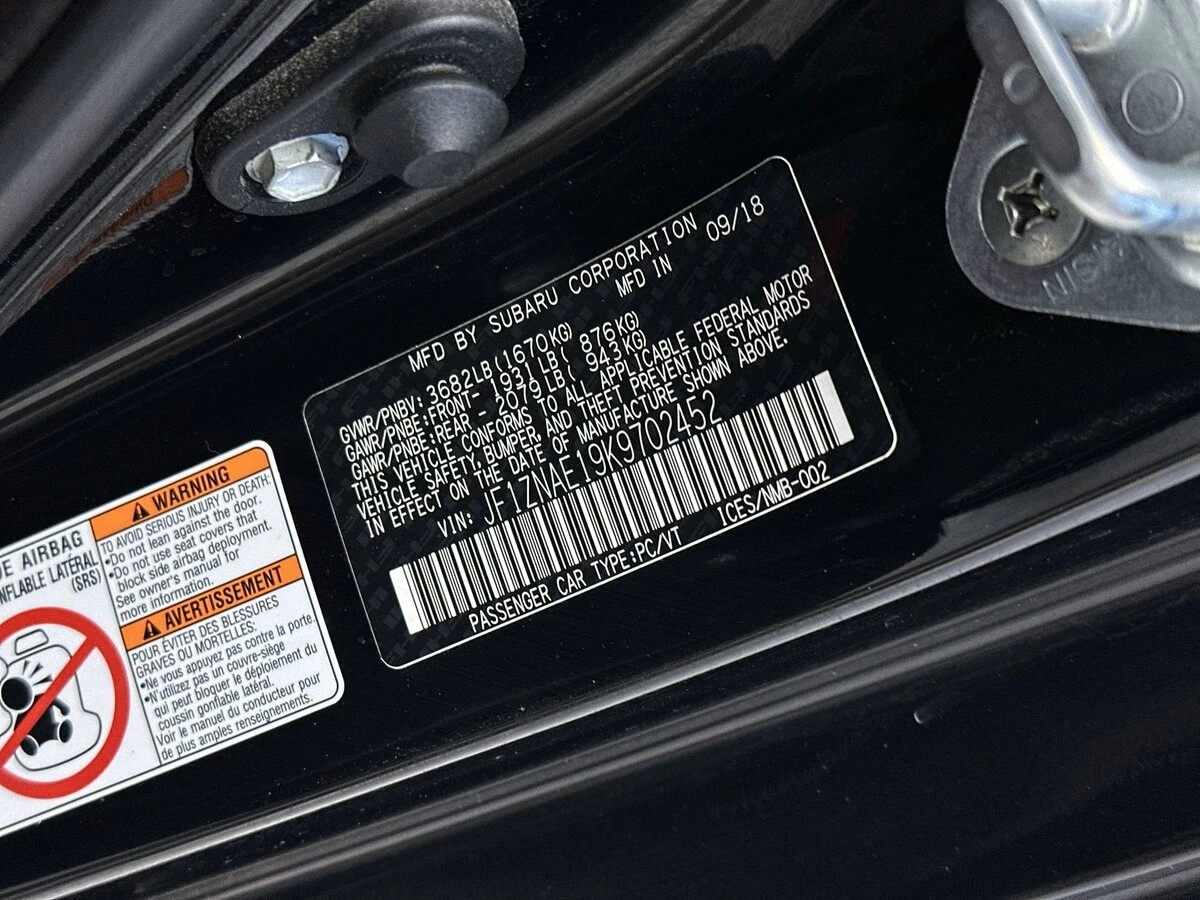 MFD BY SUBARU CORPORATION
MFD IN 09/18
GVWR/PNBV: 3682LB(1670KG)
GAWR/PNBE:FRONT- 1931LB( 876KG)
GAWR/PNBE:REAR - 2079LB( 943KG)
THIS VEHICLE CONFORMS TO ALL APPLICABLE FEDERAL MOTOR
VEHICLE SAFETY,BUMPER,AND THEFT PREVENTION STANDARDS
IN EFFECT ON THE DATE OF MANUFACTURE SHOWN ABOVE.
VIN: JF1ZNAE19K9702452
PASSENGER CAR TYPE:PC/VT ICES/NMB-002
AIRBAG
LATÉRAL
(SRS)
WARNING
TO AVOID SERIOUS INJURY OR DEATH:
•Do not lean against the door.
•Do not use seat covers that
block side airbag deployment.
See owner's manual for
more information.
AVERTISSEMENT
POUR ÉVITER DES BLESSURES
GRAVES OU MORTELLES:
•Ne vous appuyez pas contre la porte.
•N'utilizez pas un couvre-siège
qui peut bloquer le déploiement du
coussin gonflable latéral.
Voir le manuel du conducteur pour
de plus amples renseignements.